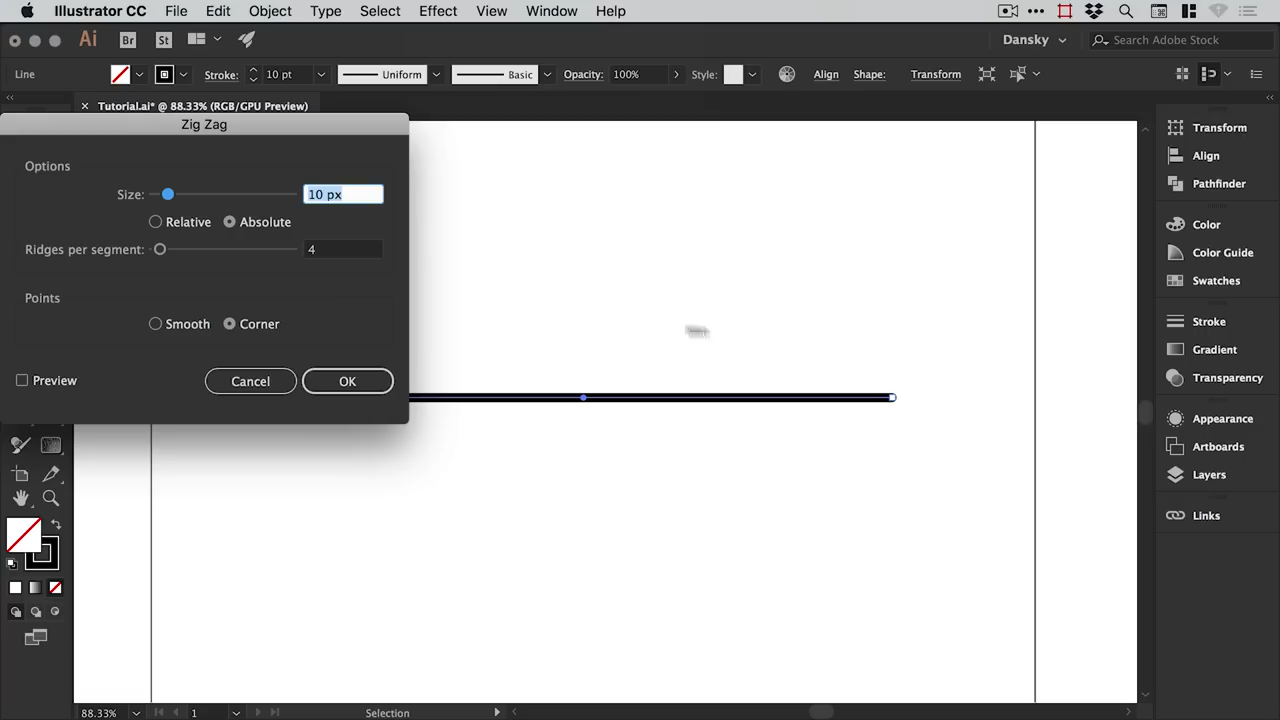 Illustrator CC File Edit Object Type Select Effect View Window Help
Ai Br St Dansky Search Adobe Stock
Line Stroke: 10 pt Uniform Basic Opacity: 100% Style: Align Shape: Transform
× Tutorial.ai* @ 88.33% (RGB/GPU Preview)
Zig Zag
Options
Size: 10 px
Relative Absolute
Ridges per segment: 4
Points
Smooth Corner
Preview Cancel OK
Transform
Align
Pathfinder
Color
Color Guide
Swatches
Stroke
Gradient
Transparency
Appearance
Artboards
Layers
Links
88.33% 1 Selection